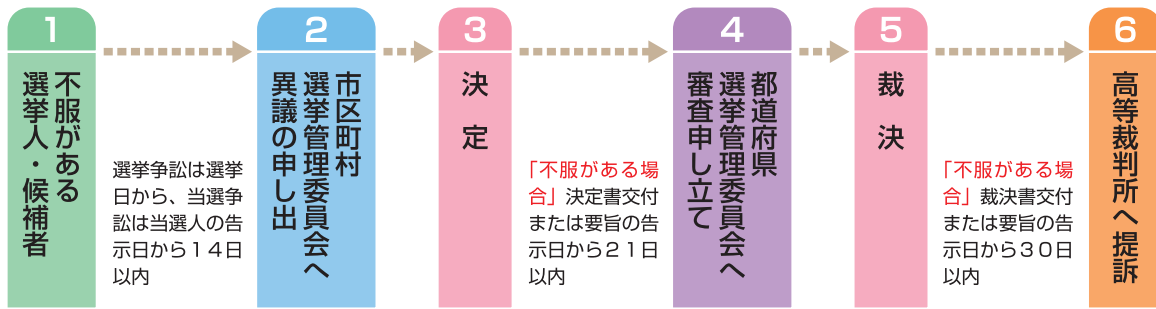 1
不服がある
選挙人・候補者
選挙争訟は選挙
日から、当選争
訟は当選人の告
示日から１４日
以内
2
市区町村
選挙管理委員会へ
異議の申し出
3
決定
「不服がある場
合」決定書交付
または要旨の告
示日から２１日
以内
4
都道府県
選挙管理委員会へ
審査申し立て
5
裁決
「不服がある場
合」裁決書交付
または要旨の告
示日から３０日
以内
6
高等裁判所へ提訴